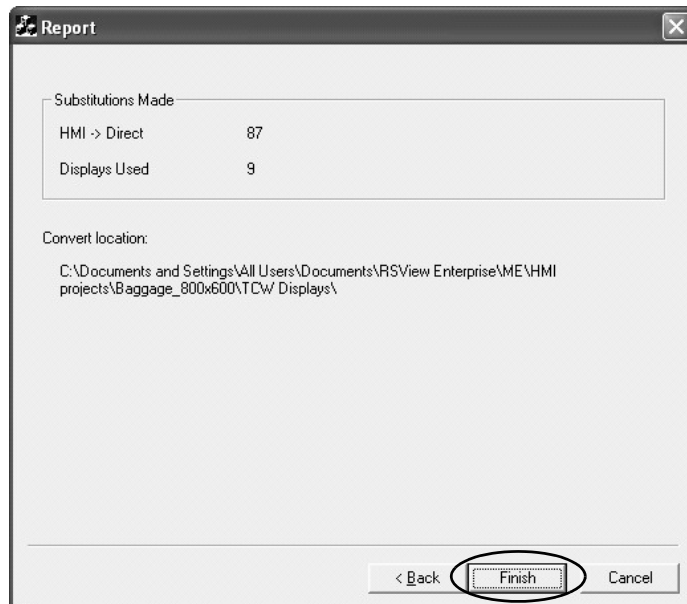 Report
Substitutions Made
HMI -> Direct 87
Displays Used 9
Convert location:
C:\Documents and Settings\All Users\Documents\RSView Enterprise\ME\HMI
projects\Baggage_800x600\TCW Displays\
< Back Finish Cancel